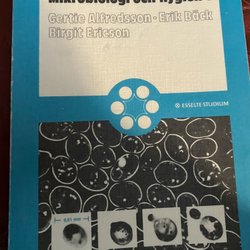 Mikrobiologi och hygien
Gertie Alfredsson · Erik Bäck
Birgit Ericson
ESSELTE STUDIUM
0,01 mm